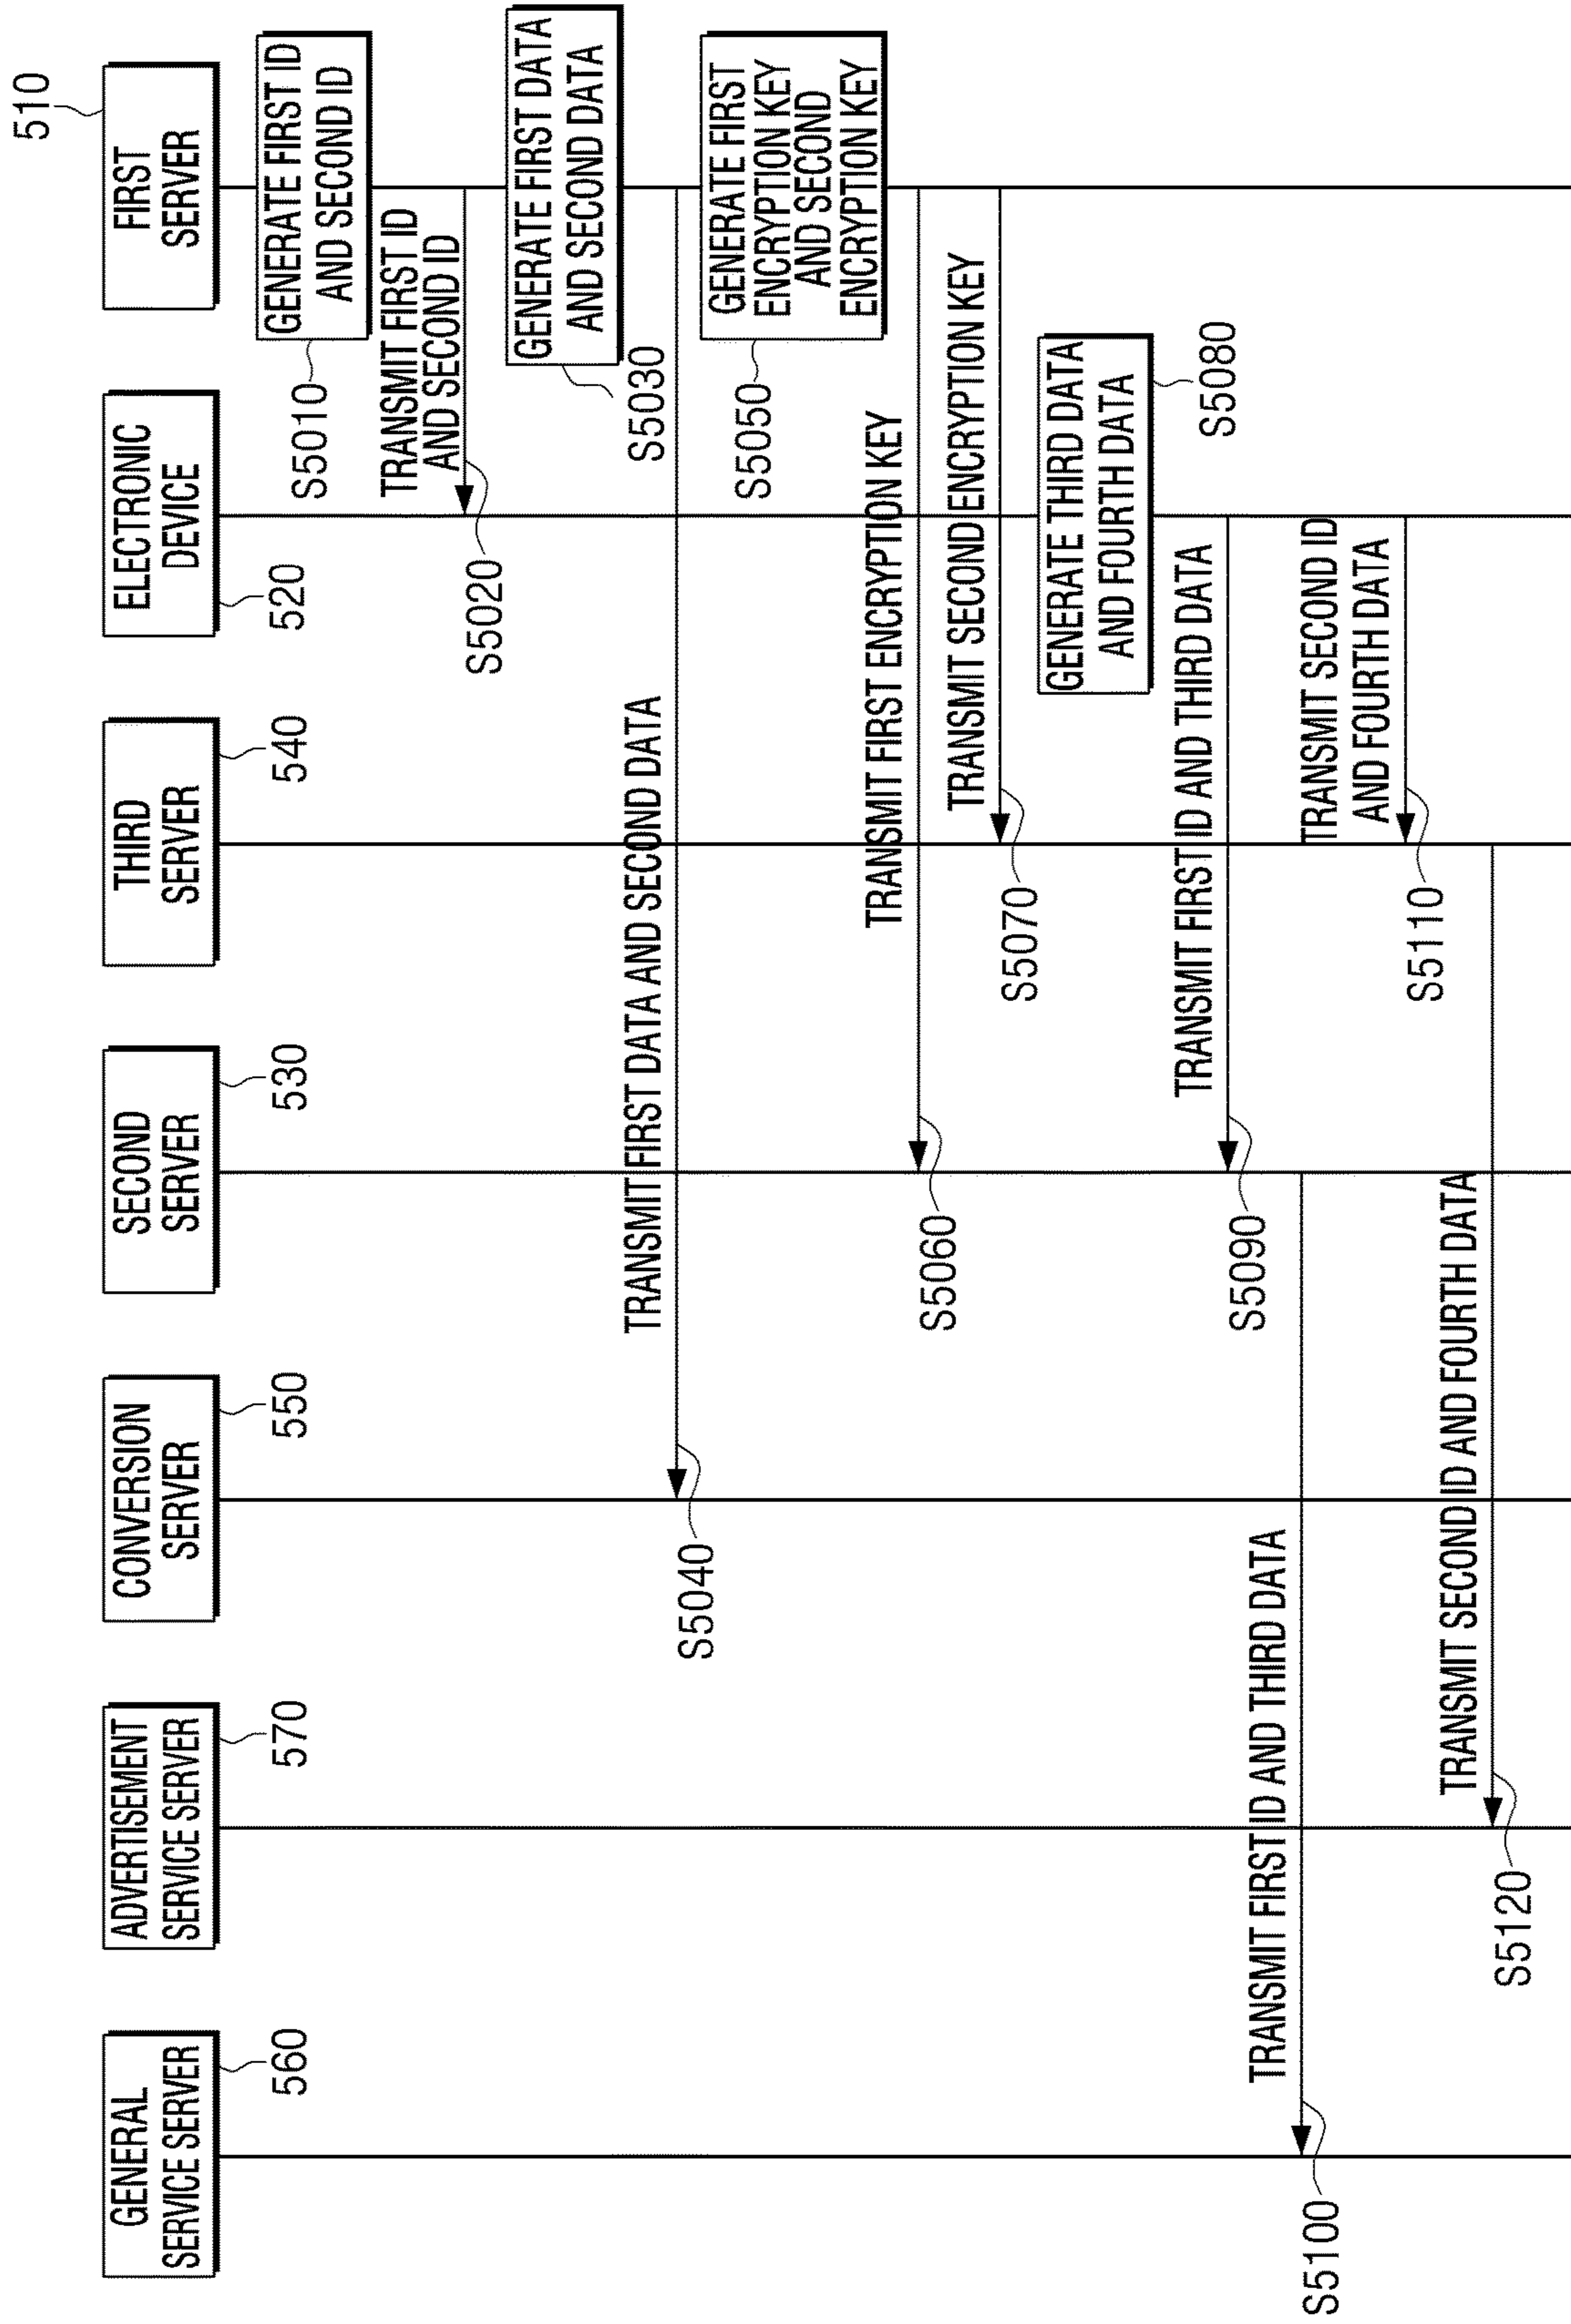 GENERAL
SERVICE SERVER
560
ADVERTISEMENT
SERVICE SERVER
570
CONVERSION
SERVER
550
SECOND
SERVER
530
THIRD
SERVER
540
ELECTRONIC
DEVICE
520
FIRST
SERVER
510
GENERATE FIRST ID
AND SECOND ID
S5010
TRANSMIT FIRST ID
AND SECOND ID
S5020
GENERATE FIRST DATA
AND SECOND DATA
S5030
TRANSMIT FIRST DATA AND SECOND DATA
S5040
GENERATE FIRST
ENCRYPTION KEY
AND SECOND
ENCRYPTION KEY
S5050
TRANSMIT FIRST ENCRYPTION KEY
S5060
TRANSMIT SECOND ENCRYPTION KEY
S5070
GENERATE THIRD DATA
AND FOURTH DATA
S5080
TRANSMIT FIRST ID AND THIRD DATA
S5090
TRANSMIT FIRST ID AND THIRD DATA
S5100
TRANSMIT SECOND ID
AND FOURTH DATA
S5110
TRANSMIT SECOND ID AND FOURTH DATA
S5120